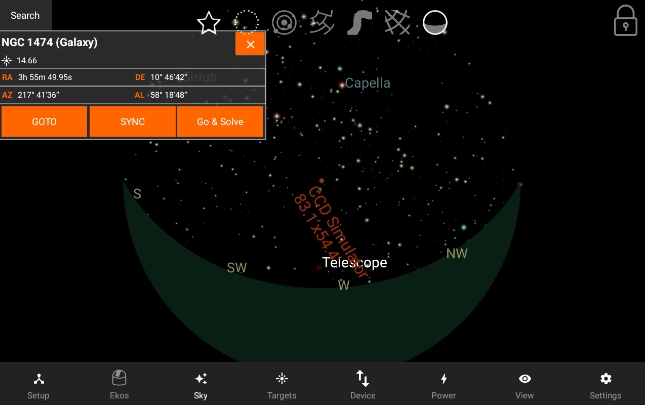 Search
NGC 1474 (Galaxy)
14.66
RA 3h 55m 49.95s DE 10° 46'42"
AZ 217° 41'36" AL 58° 18'48"
GOTO SYNC Go & Solve
Sirius
Capella
S
CCD Simulator
83.1'x54.4'
Telescope
NW
SW
W
Setup Ekos Sky Targets Device Power View Settings